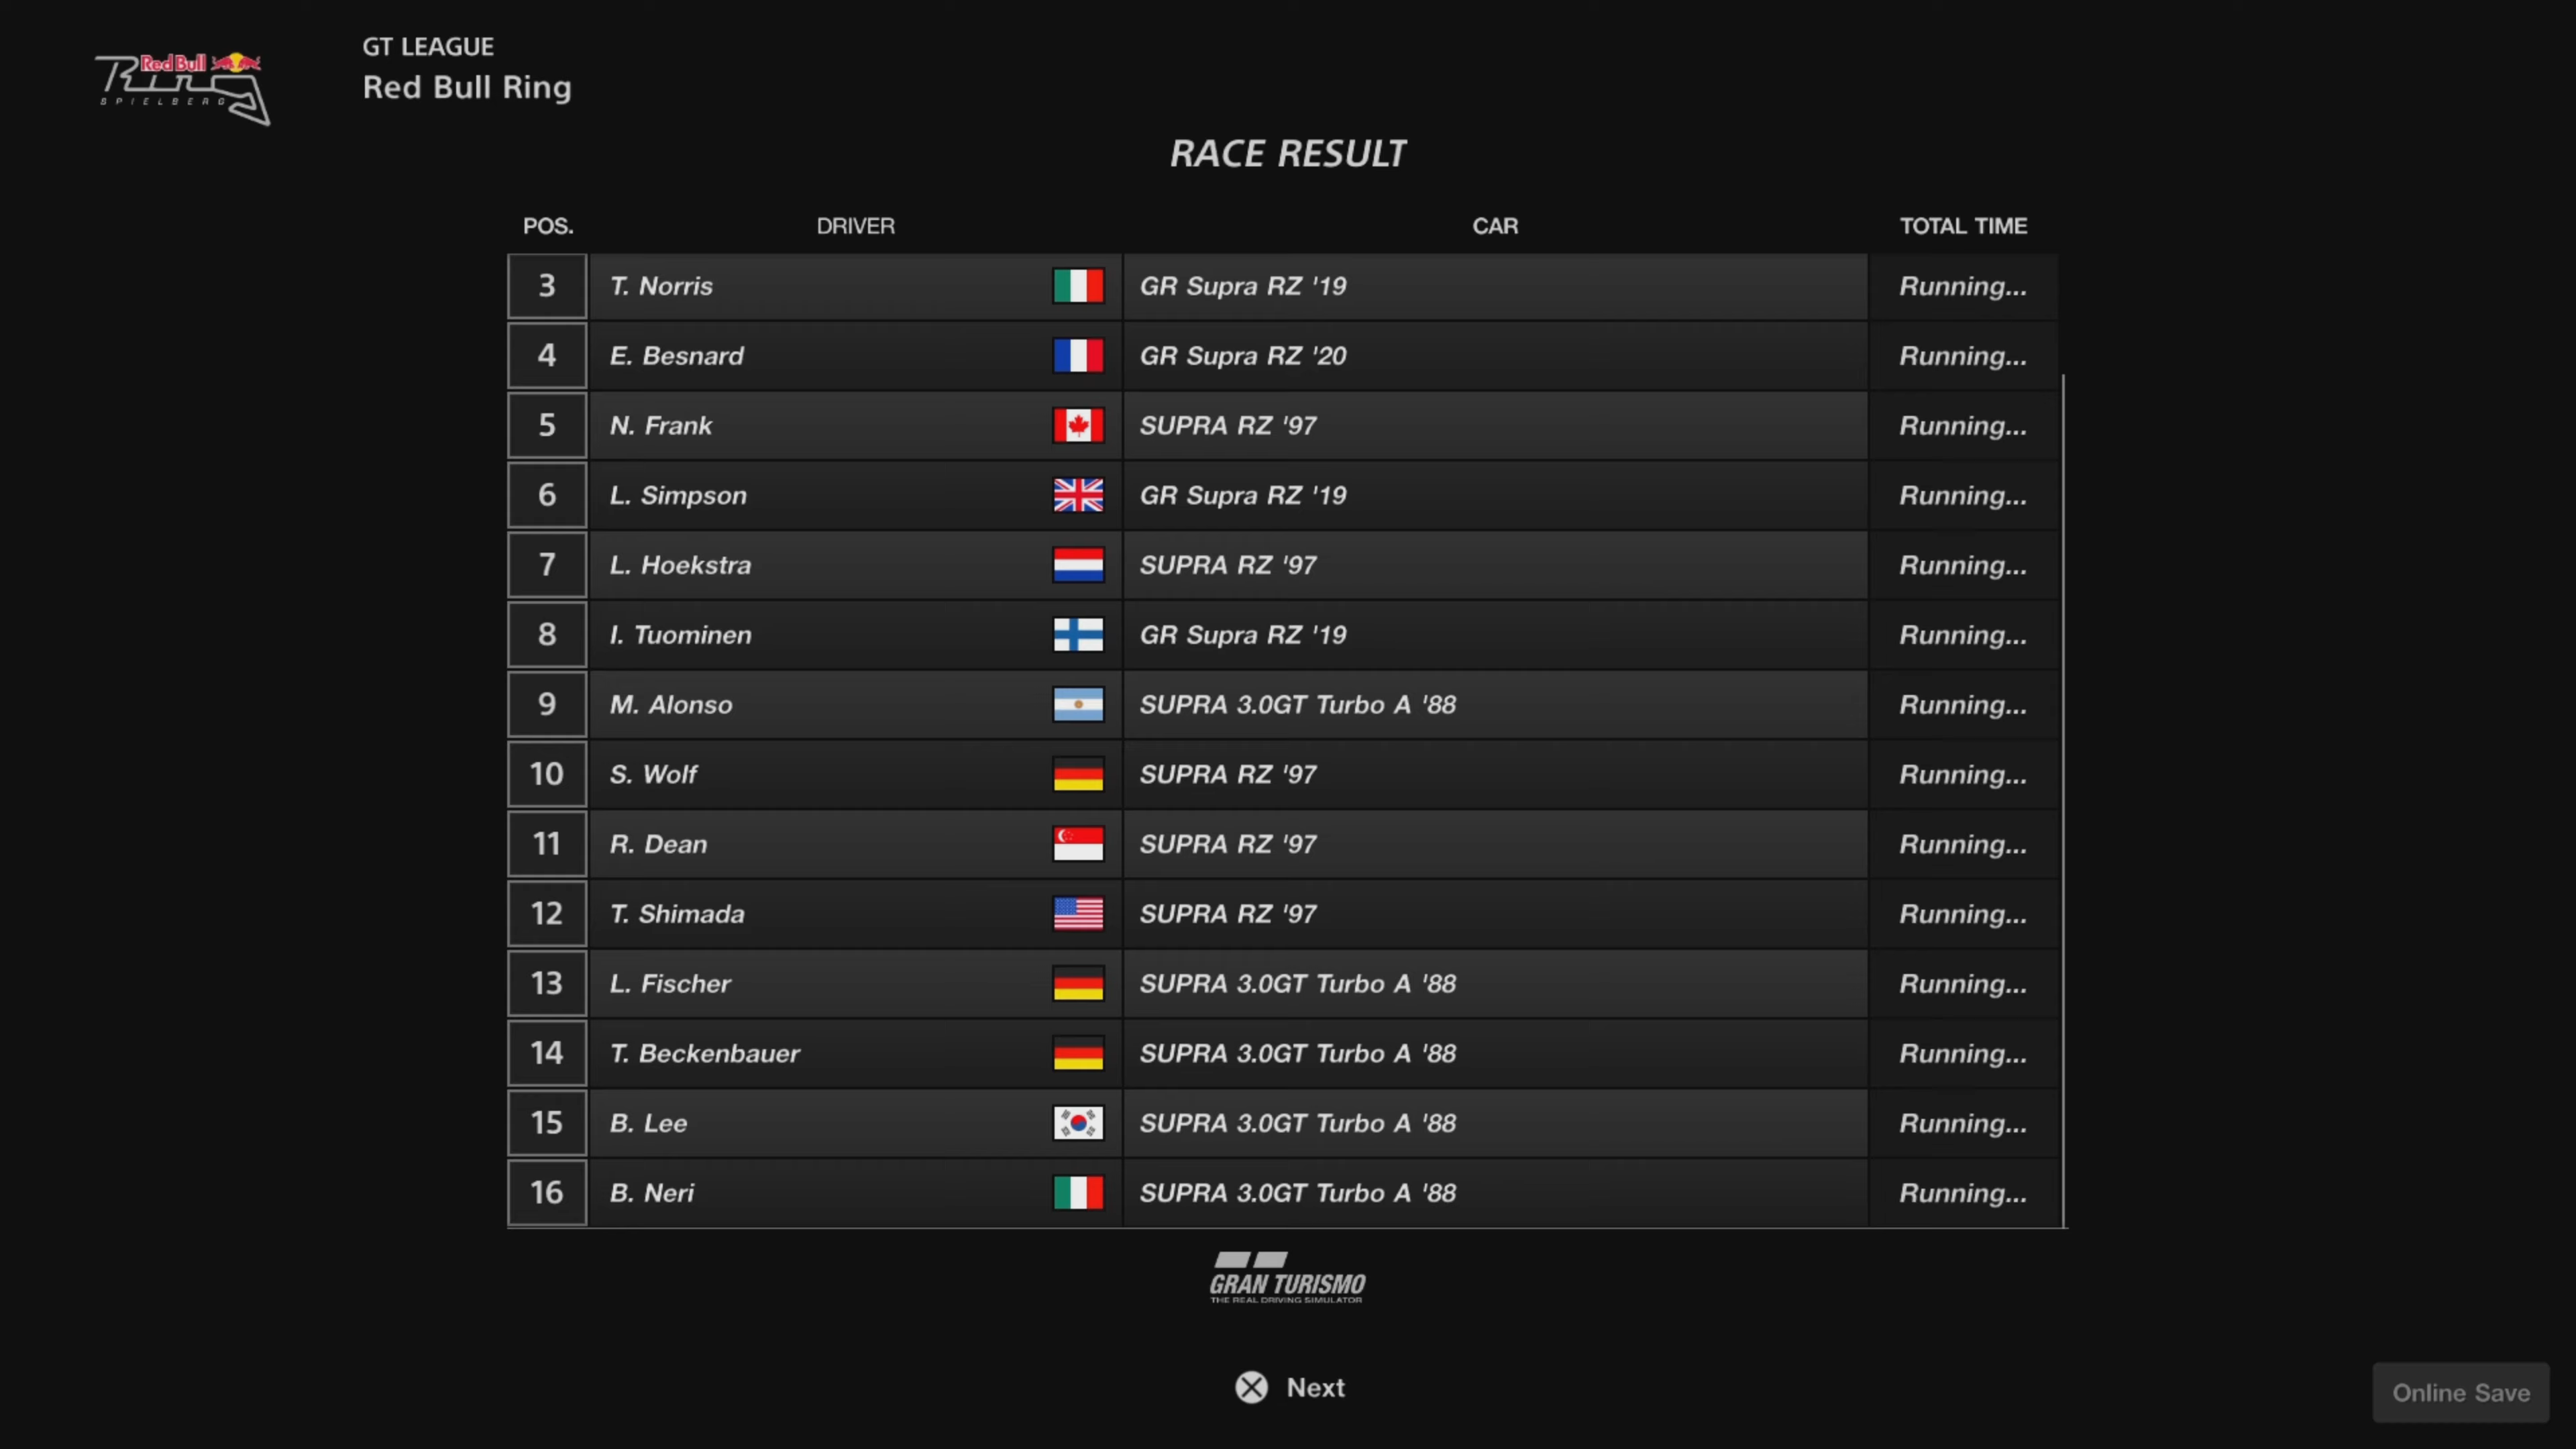 Red Bull
Ring
SPIELBERG
GT LEAGUE
Red Bull Ring
RACE RESULT
POS. DRIVER CAR TOTAL TIME
3 T. Norris GR Supra RZ '19 Running...
4 E. Besnard GR Supra RZ '20 Running...
5 N. Frank SUPRA RZ '97 Running...
6 L. Simpson GR Supra RZ '19 Running...
7 L. Hoekstra SUPRA RZ '97 Running...
8 I. Tuominen GR Supra RZ '19 Running...
9 M. Alonso SUPRA 3.0GT Turbo A '88 Running...
10 S. Wolf SUPRA RZ '97 Running...
11 R. Dean SUPRA RZ '97 Running...
12 T. Shimada SUPRA RZ '97 Running...
13 L. Fischer SUPRA 3.0GT Turbo A '88 Running...
14 T. Beckenbauer SUPRA 3.0GT Turbo A '88 Running...
15 B. Lee SUPRA 3.0GT Turbo A '88 Running...
16 B. Neri SUPRA 3.0GT Turbo A '88 Running...
GRAN TURISMO
THE REAL DRIVING SIMULATOR
Next
Online Save